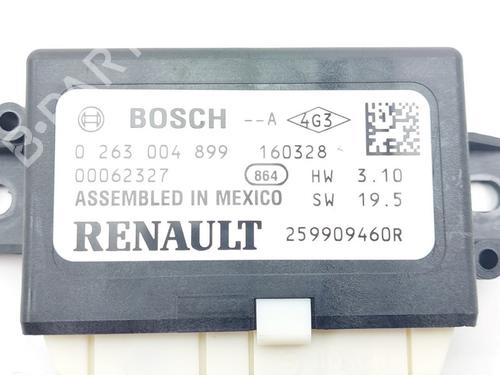 BOSCH --A 4G3
0 263 004 899 160328
00062327 864 HW 3.10
ASSEMBLED IN MEXICO SW 19.5
RENAULT 259909460R
B-PARTS